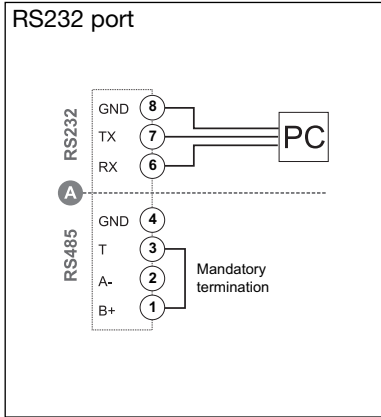 RS232 port
RS232
GND 8
TX 7
RX 6
PC
A
RS485
GND 4
T 3
A- 2
B+ 1
Mandatory
termination